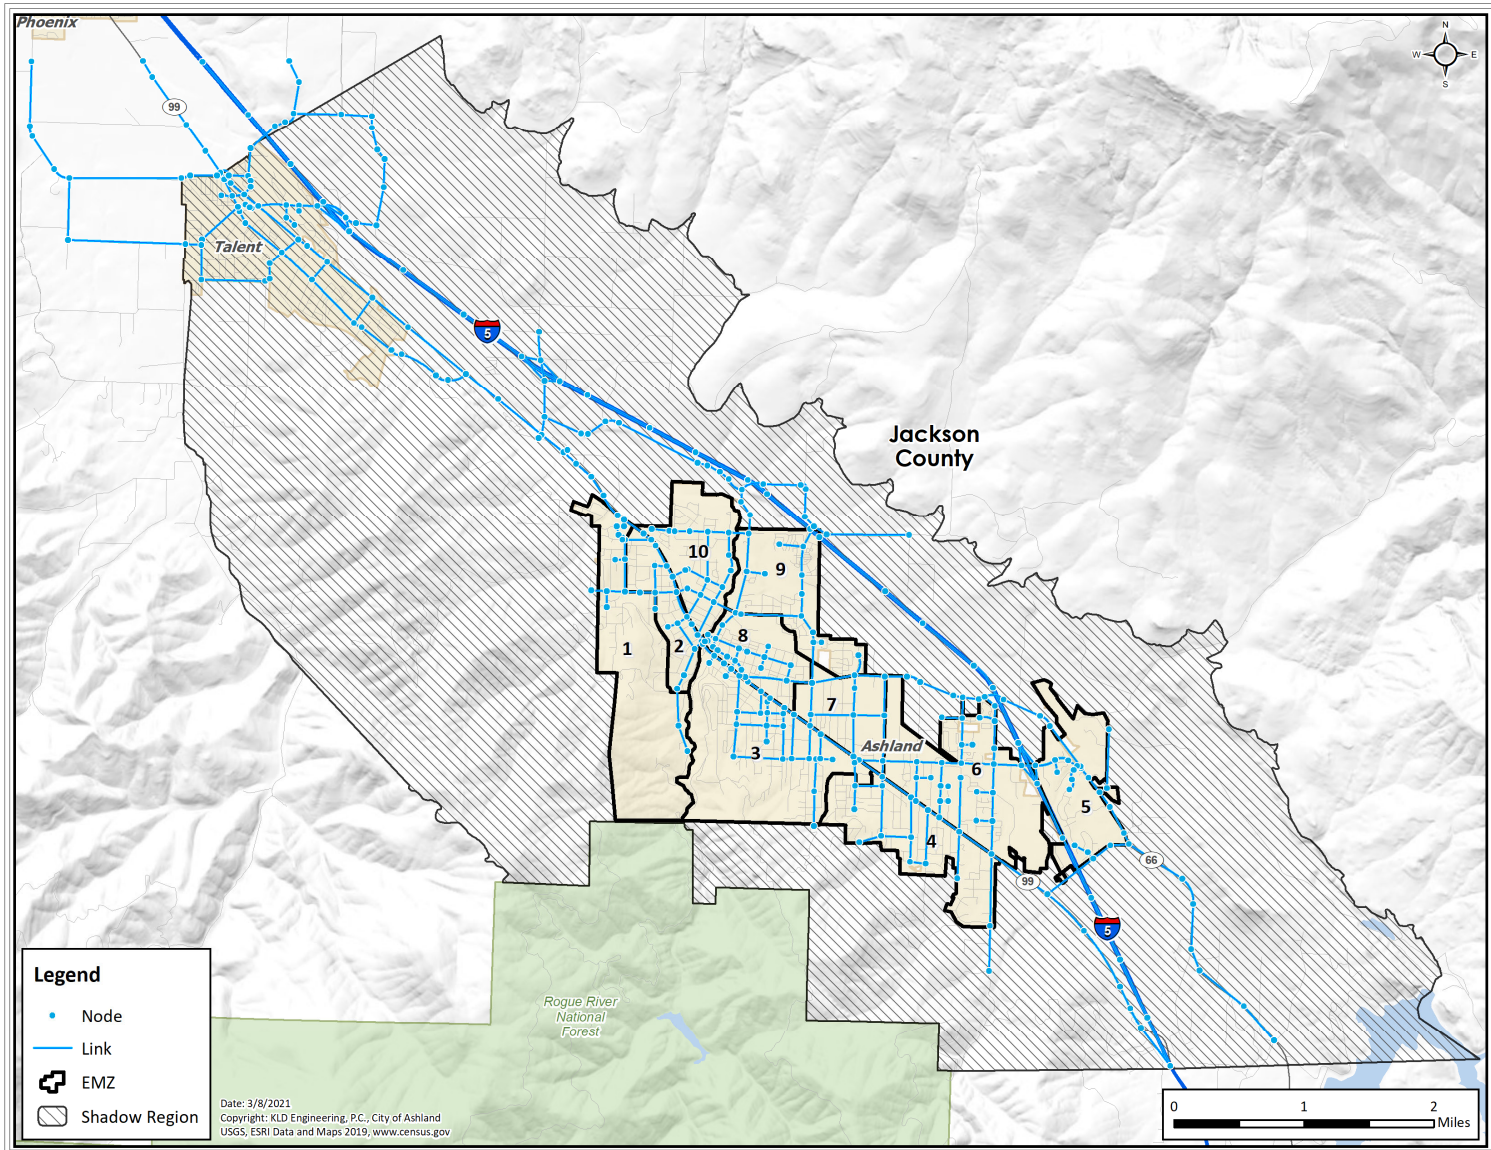 Phoenix
N
W
E
S
99
Talent
5
Jackson
County
10
9
8
1
2
7
Ashland
3
6
5
4
66
99
5
Rogue River
National
Forest
Legend
Node
Link
EMZ
Shadow Region
Date: 3/8/2021
Copyright: KLD Engineering, P.C., City of Ashland
USGS, ESRI Data and Maps 2019, www.census.gov
0 1 2
Miles